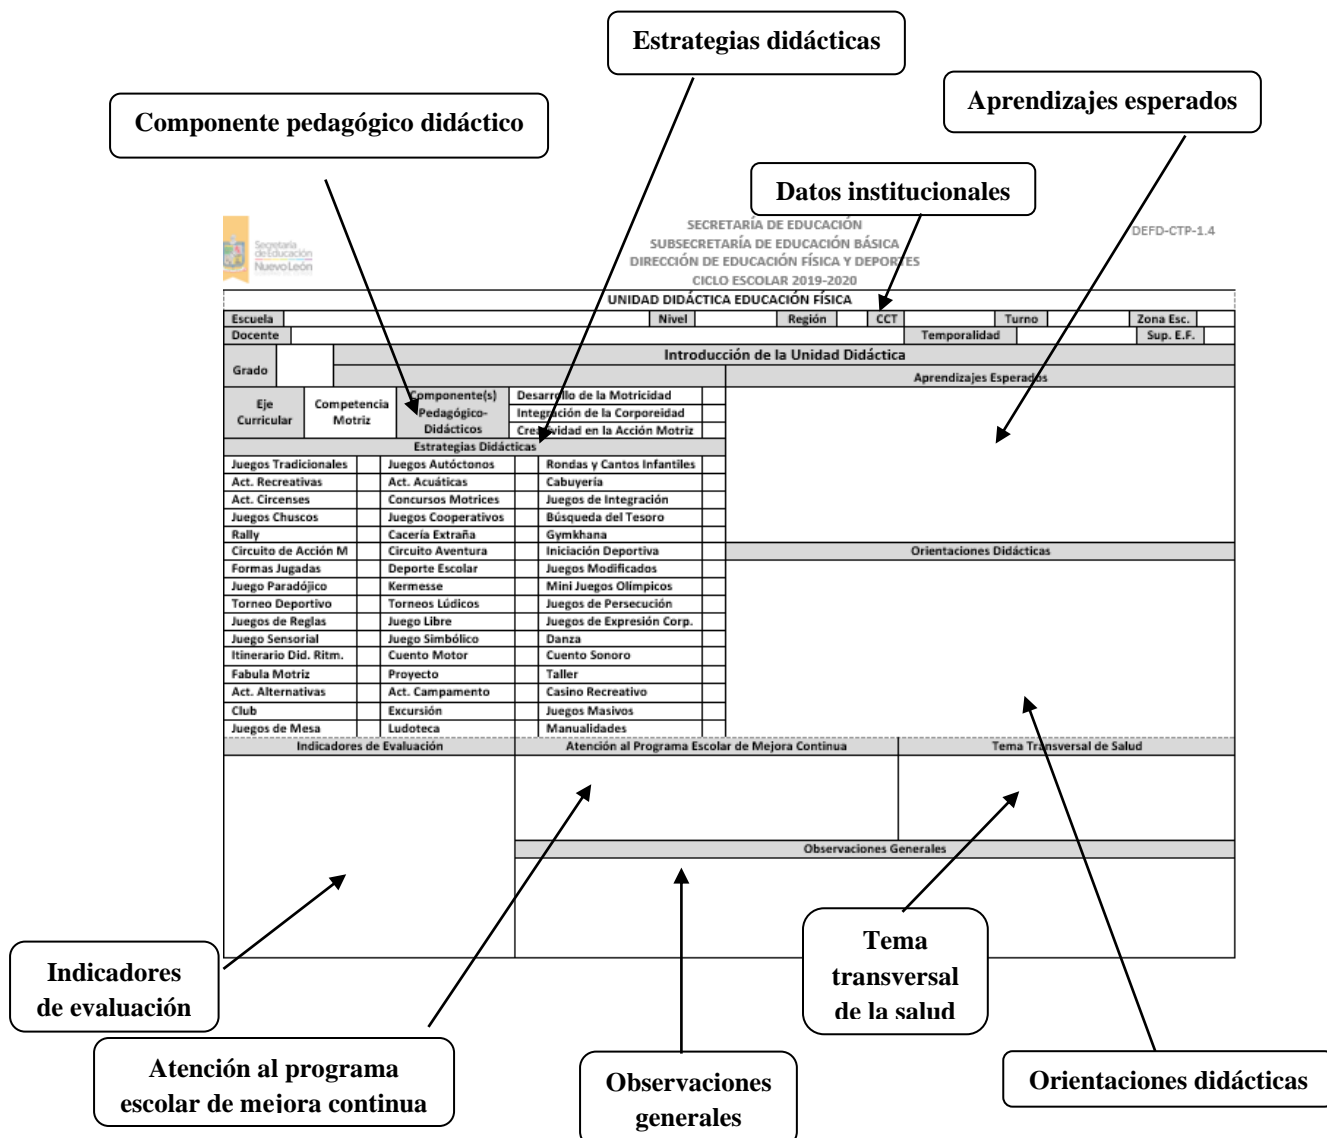 Estrategias didácticas
Aprendizajes esperados
Componente pedagógico didáctico
Datos institucionales
Secretaría
de Educación
Nuevo León
SECRETARÍA DE EDUCACIÓN
SUBSECRETARÍA DE EDUCACIÓN BÁSICA
DIRECCIÓN DE EDUCACIÓN FÍSICA Y DEPORTES
CICLO ESCOLAR 2019-2020
DEFD-CTP-1.4
UNIDAD DIDÁCTICA EDUCACIÓN FÍSICA
Escuela Nivel Región CCT Turno Zona Esc.
Docente Temporalidad Sup. E.F.
Grado
Introducción de la Unidad Didáctica
Aprendizajes Esperados
Eje
Curricular
Competencia
Motriz
Componente(s)
Pedagógico-
Didácticos
Desarrollo de la Motricidad
Integración de la Corporeidad
Creatividad en la Acción Motriz
Estrategias Didácticas
Juegos Tradicionales Juegos Autóctonos Rondas y Cantos Infantiles
Act. Recreativas Act. Acuáticas Cabuyería
Act. Circenses Concursos Motrices Juegos de Integración
Juegos Chuscos Juegos Cooperativos Búsqueda del Tesoro
Rally Cacería Extraña Gymkhana
Circuito de Acción M Circuito Aventura Iniciación Deportiva
Formas Jugadas Deporte Escolar Juegos Modificados
Juego Paradójico Kermesse Mini Juegos Olímpicos
Torneo Deportivo Torneos Lúdicos Juegos de Persecución
Juegos de Reglas Juego Libre Juegos de Expresión Corp.
Juego Sensorial Juego Simbólico Danza
Itinerario Did. Ritm. Cuento Motor Cuento Sonoro
Fabula Motriz Proyecto Taller
Act. Alternativas Act. Campamento Casino Recreativo
Club Excursión Juegos Masivos
Juegos de Mesa Ludoteca Manualidades
Orientaciones Didácticas
Indicadores de Evaluación
Atención al Programa Escolar de Mejora Continua
Tema Transversal de Salud
Observaciones Generales
Indicadores
de evaluación
Tema
transversal
de la salud
Atención al programa
escolar de mejora continua
Observaciones
generales
Orientaciones didácticas